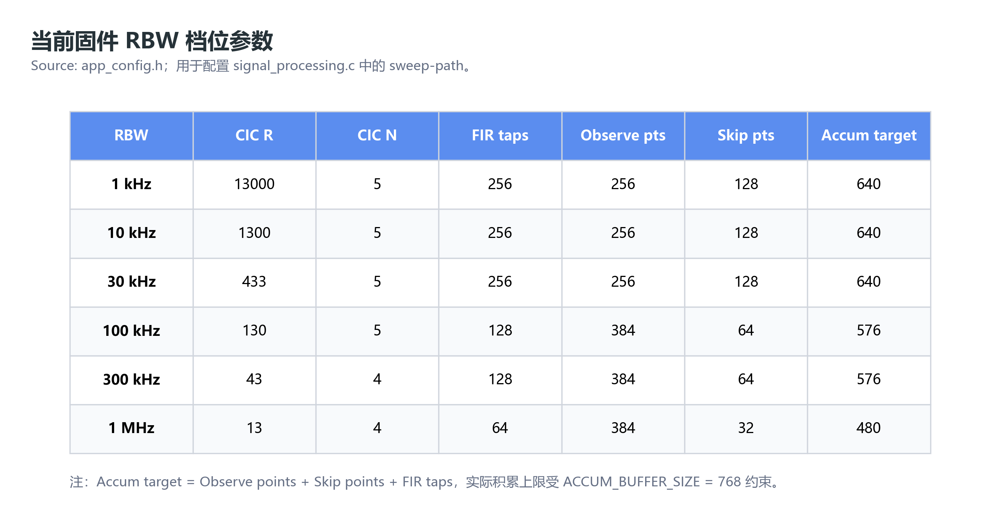 当前固件 RBW 档位参数
Source: app_config.h；用于配置 signal_processing.c 中的 sweep-path。
RBW CIC R CIC N FIR taps Observe pts Skip pts Accum target
1 kHz 13000 5 256 256 128 640
10 kHz 1300 5 256 256 128 640
30 kHz 433 5 256 256 128 640
100 kHz 130 5 128 384 64 576
300 kHz 43 4 128 384 64 576
1 MHz 13 4 64 384 32 480
注：Accum target = Observe points + Skip points + FIR taps，实际积累上限受 ACCUM_BUFFER_SIZE = 768 约束。